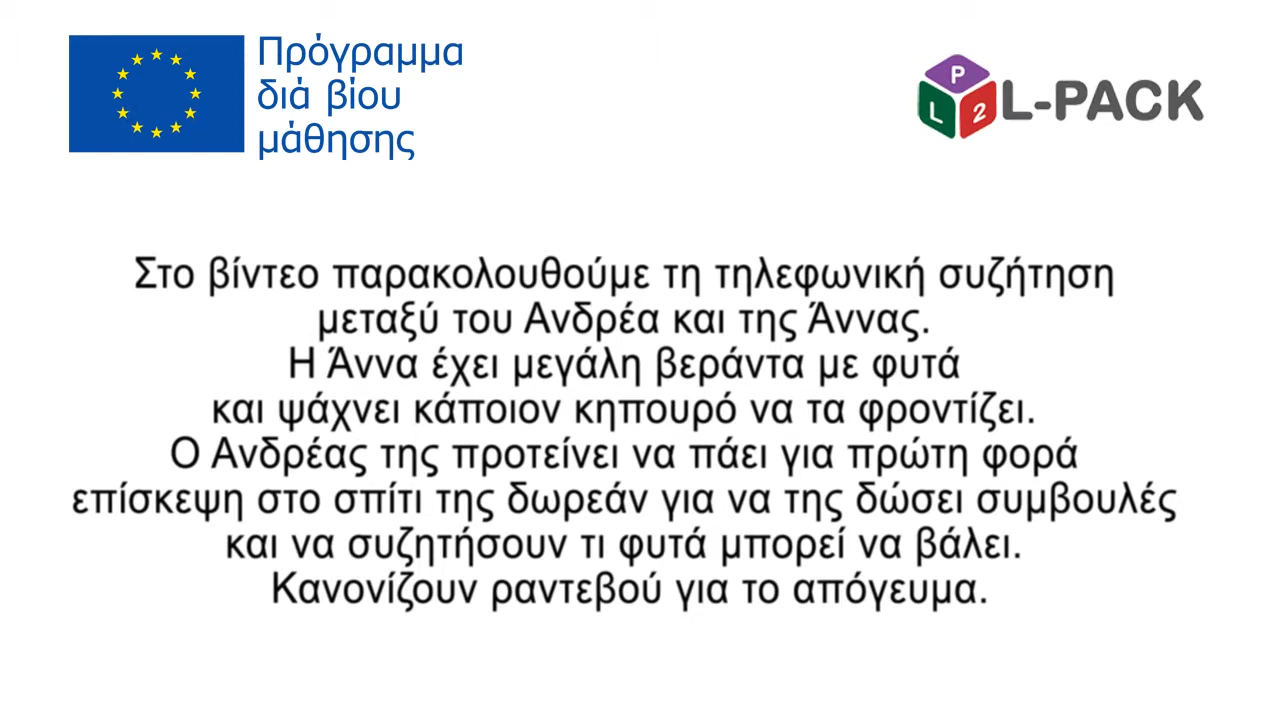 Πρόγραμμα
διά βίου
μάθησης
P
L
2
L-PACK
Στο βίντεο παρακολουθούμε τη τηλεφωνική συζήτηση
μεταξύ του Ανδρέα και της Άννας.
Η Άννα έχει μεγάλη βεράντα με φυτά
και ψάχνει κάποιον κηπουρό να τα φροντίζει.
Ο Ανδρέας της προτείνει να πάει για πρώτη φορά
επίσκεψη στο σπίτι της δωρεάν για να της δώσει συμβουλές
και να συζητήσουν τι φυτά μπορεί να βάλει.
Κανονίζουν ραντεβού για το απόγευμα.